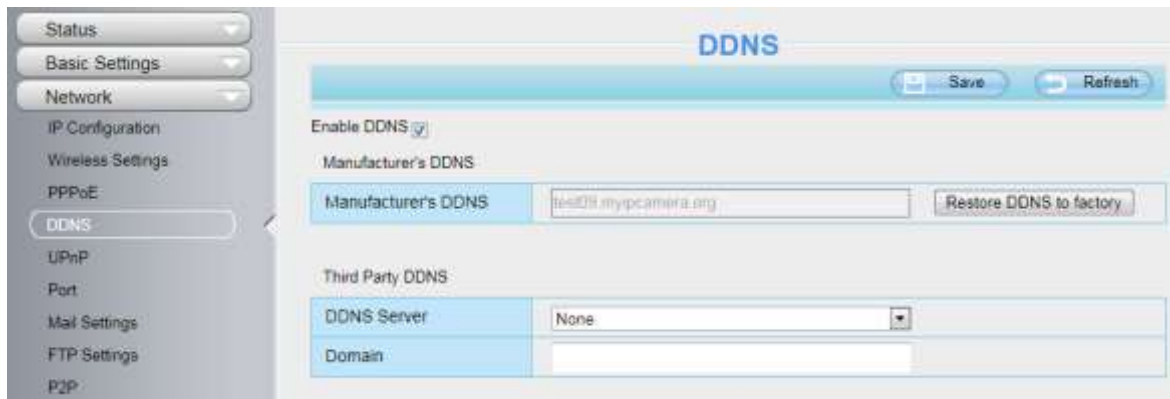 Status
Basic Settings
Network
IP Configuration
Wireless Settings
PPPoE
DDNS
UPnP
Port
Mail Settings
FTP Settings
P2P
DDNS
Save
Refresh
Enable DDNS
Manufacturer's DDNS
Manufacturer's DDNS
test09.myipcamera.org
Restore DDNS to factory
Third Party DDNS
DDNS Server
None
Domain